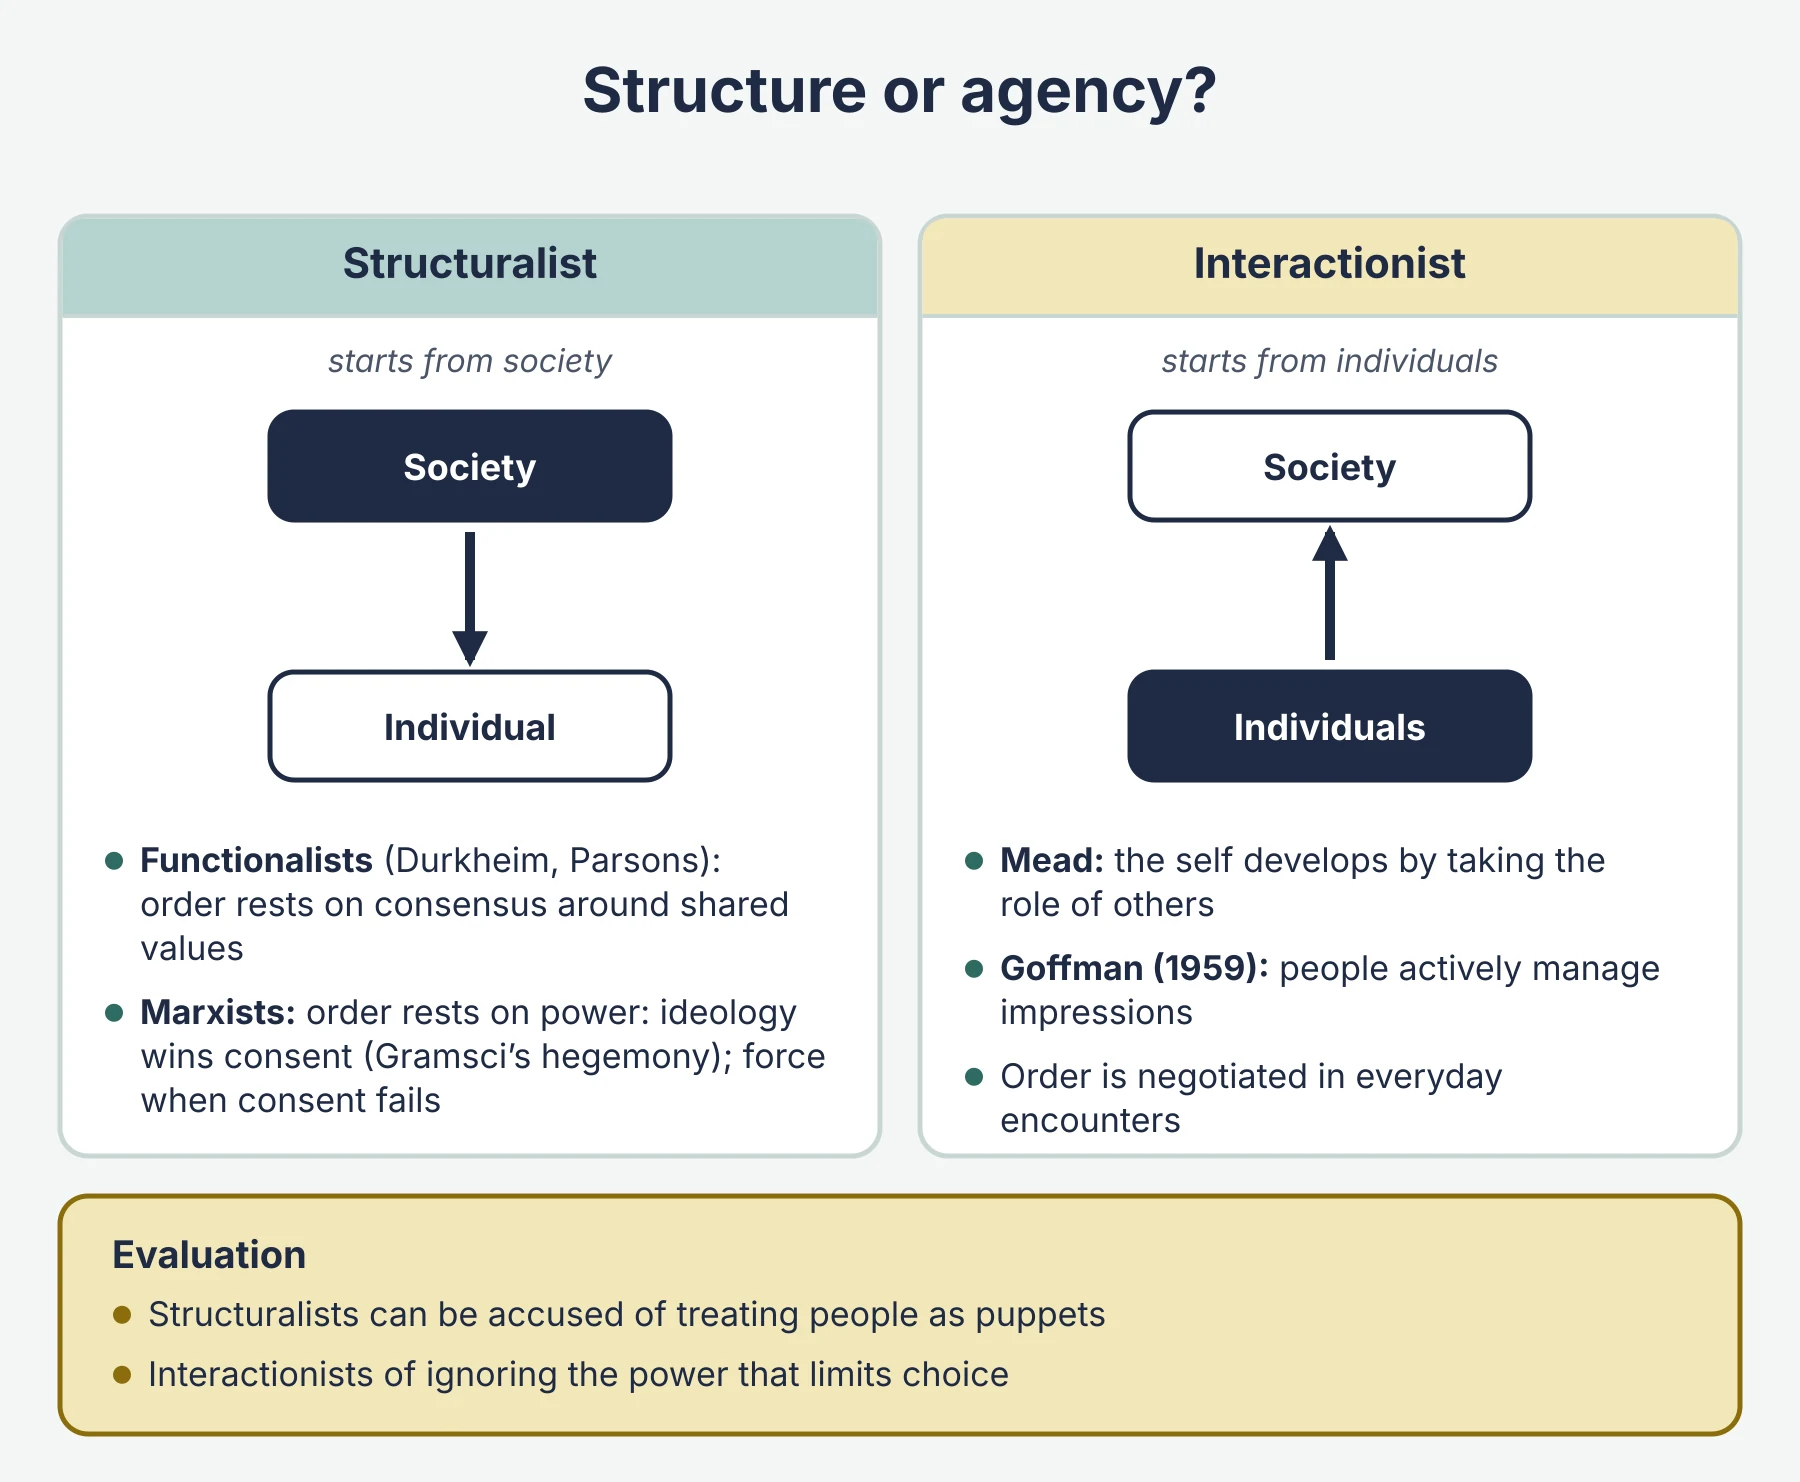 Structure or agency?
Structuralist
starts from society
Society
Individual
Functionalists (Durkheim, Parsons):
order rests on consensus around shared
values
Marxists: order rests on power: ideology
wins consent (Gramsci’s hegemony); force
when consent fails
Interactionist
starts from individuals
Society
Individuals
Mead: the self develops by taking the
role of others
Goffman (1959): people actively manage
impressions
Order is negotiated in everyday
encounters
Evaluation
Structuralists can be accused of treating people as puppets
Interactionists of ignoring the power that limits choice